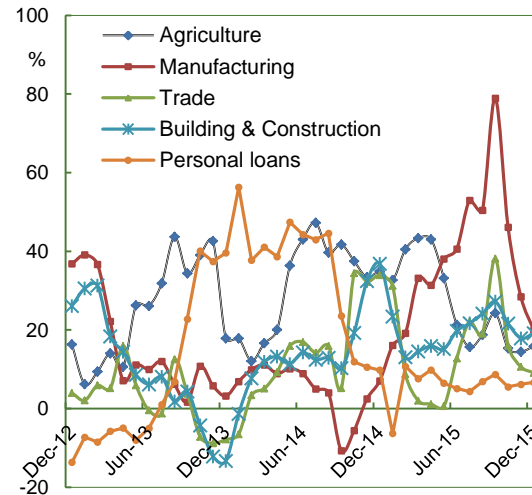 100
%
80
60
40
20
0
-20
Agriculture
Manufacturing
Trade
Building & Construction
Personal loans
Dec-12
Jun-13
Dec-13
Jun-14
Dec-14
Jun-15
Dec-15